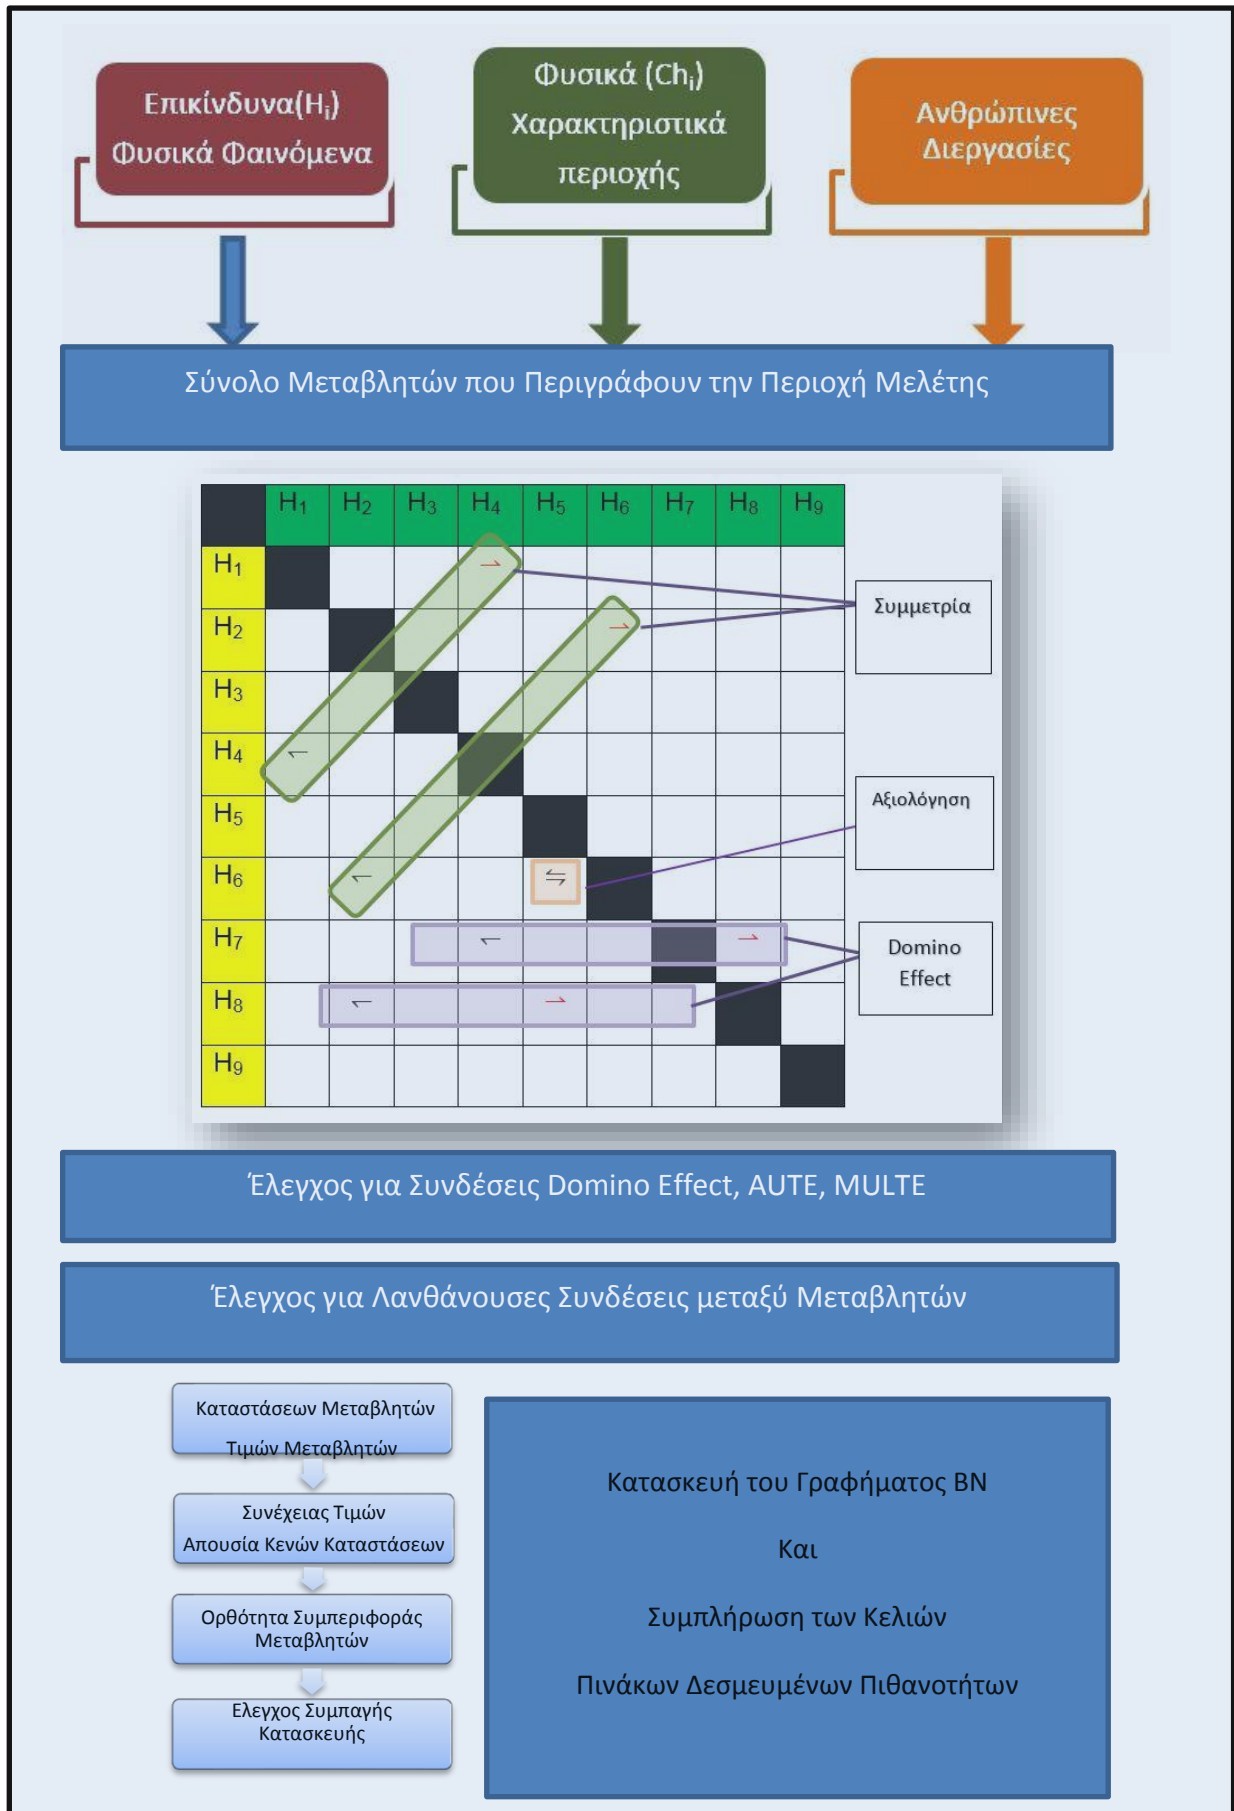 Επικίνδυνα(Hᵢ)
Φυσικά Φαινόμενα
Φυσικά (Chᵢ)
Χαρακτηριστικά
περιοχής
Ανθρώπινες
Διεργασίες
Σύνολο Μεταβλητών που Περιγράφουν την Περιοχή Μελέτης
H₁ H₂ H₃ H₄ H₅ H₆ H₇ H₈ H₉
H₁ ⇀
H₂ ⇀
H₃
H₄ ↼
H₅
H₆ ↼ ⇋
H₇ ↼ ⇀
H₈ ↼ ⇀
H₉
Συμμετρία
Αξιολόγηση
Domino
Effect
Έλεγχος για Συνδέσεις Domino Effect, AUTE, MULTE
Έλεγχος για Λανθάνουσες Συνδέσεις μεταξύ Μεταβλητών
Καταστάσεων Μεταβλητών
Τιμών Μεταβλητών
Συνέχειας Τιμών
Απουσία Κενών Καταστάσεων
Ορθότητα Συμπεριφοράς
Μεταβλητών
Ελεγχος Συμπαγής
Κατασκευής
Κατασκευή του Γραφήματος BN
Και
Συμπλήρωση των Κελιών
Πινάκων Δεσμευμένων Πιθανοτήτων